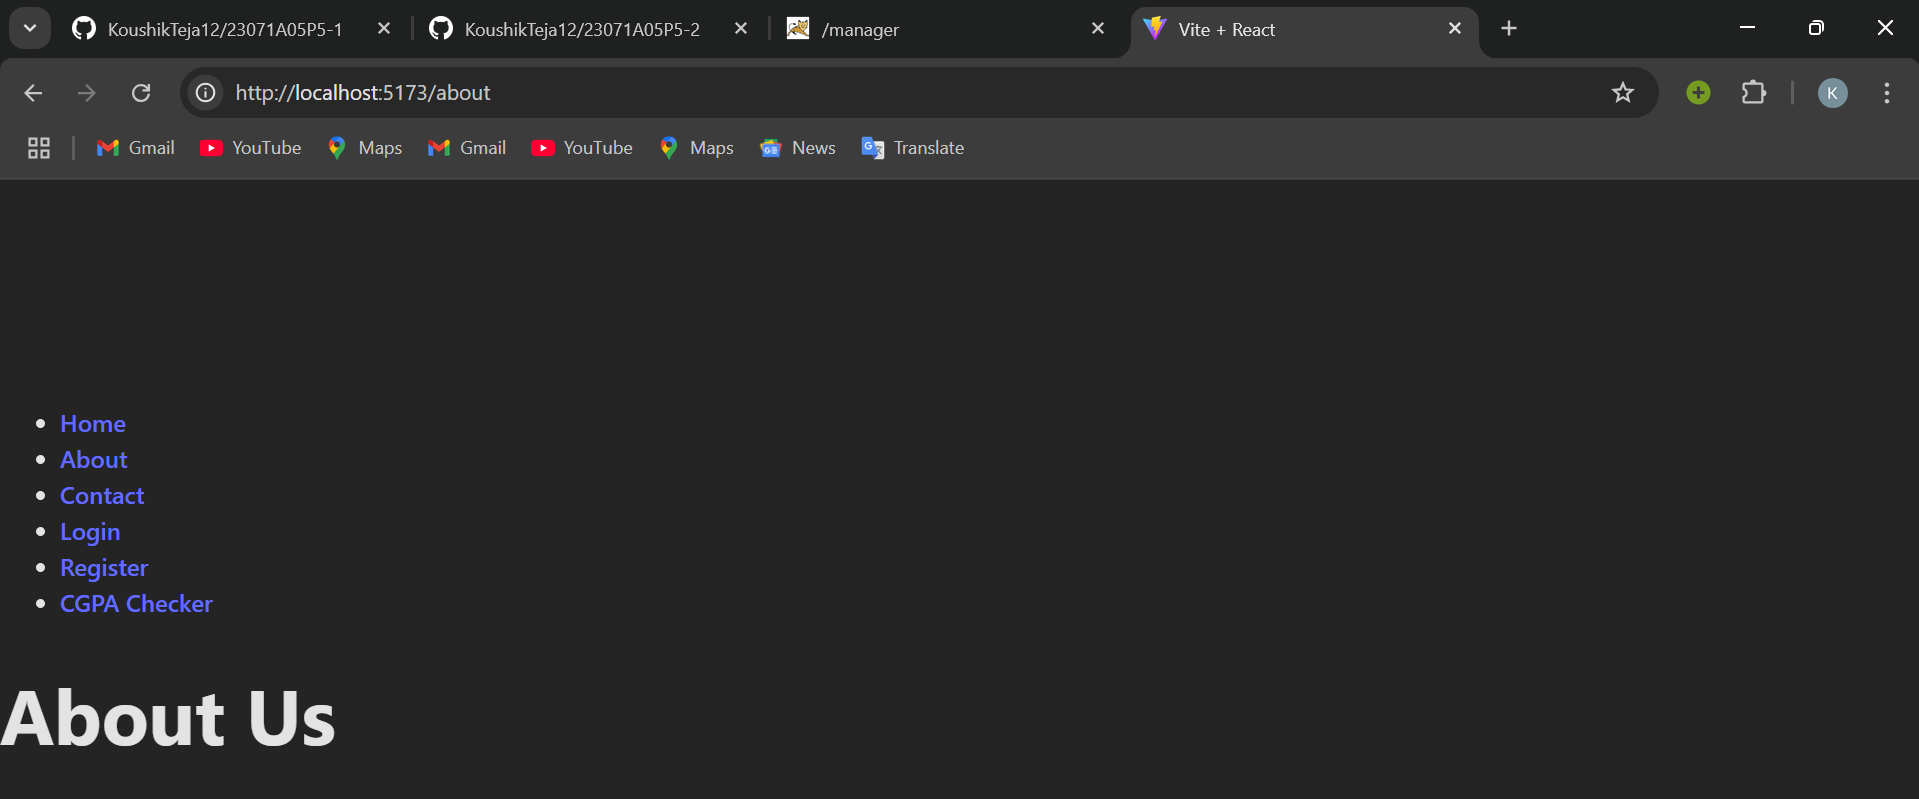 KoushikTeja12/23071A05P5-1
KoushikTeja12/23071A05P5-2
/manager
Vite + React
http://localhost:5173/about
K
Gmail
YouTube
Maps
Gmail
YouTube
Maps
News
Translate
Home
About
Contact
Login
Register
CGPA Checker
About Us